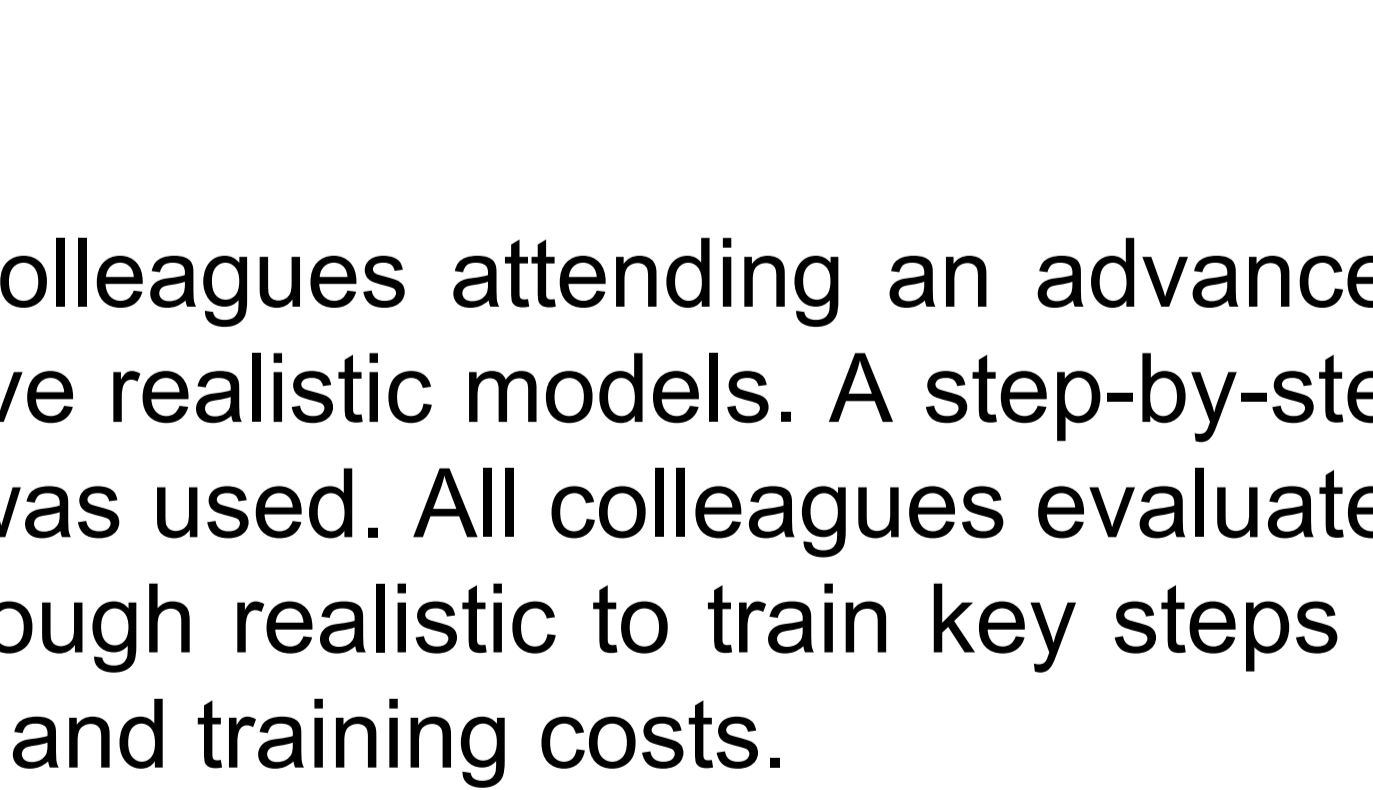 olleagues attending an advance
ve realistic models. A step-by-ste
was used. All colleagues evaluate
ough realistic to train key steps
and training costs.